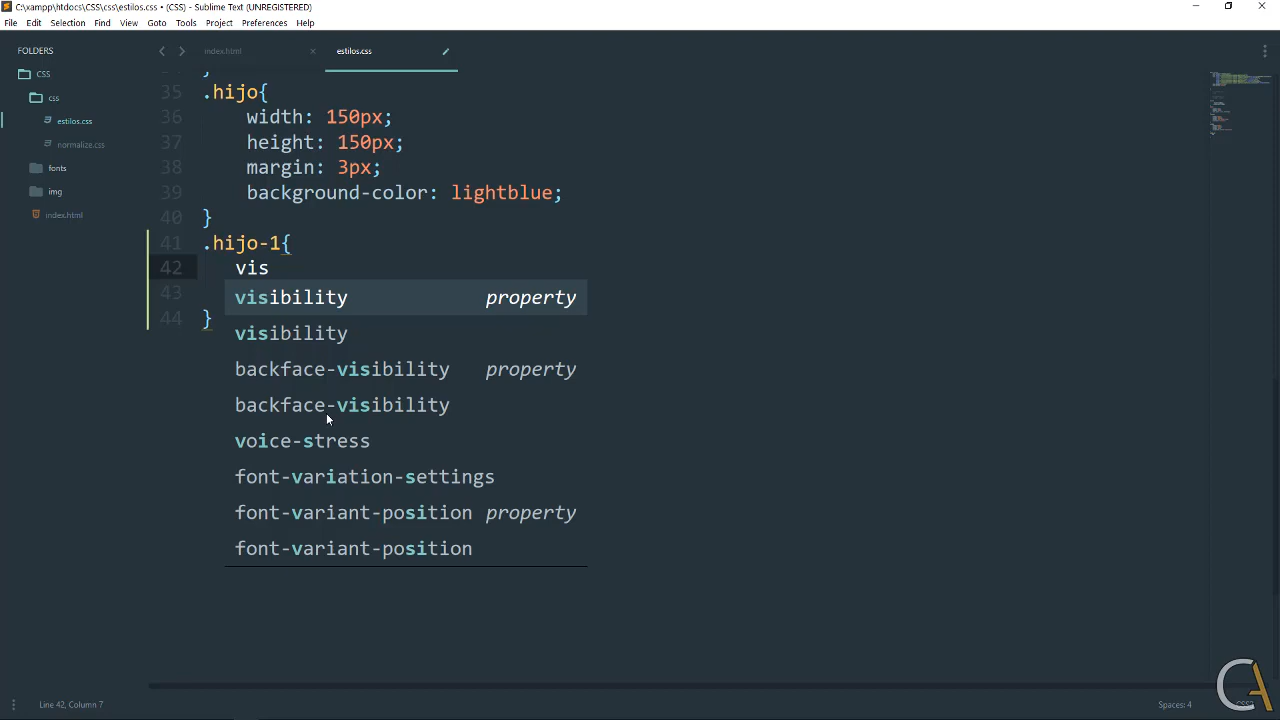 C:\xampp\htdocs\CSS\css\estilos.css • (CSS) - Sublime Text (UNREGISTERED)
File Edit Selection Find View Goto Tools Project Preferences Help
FOLDERS
CSS
css
estilos.css
normalize.css
fonts
img
index.html
index.html
estilos.css
35 .hijo{
36 width: 150px;
37 height: 150px;
38 margin: 3px;
39 background-color: lightblue;
40 }
41 .hijo-1{
42 vis
43
44 }
visibility property
visibility
backface-visibility property
backface-visibility
voice-stress
font-variation-settings
font-variant-position property
font-variant-position
Line 42, Column 7
Spaces: 4
CA